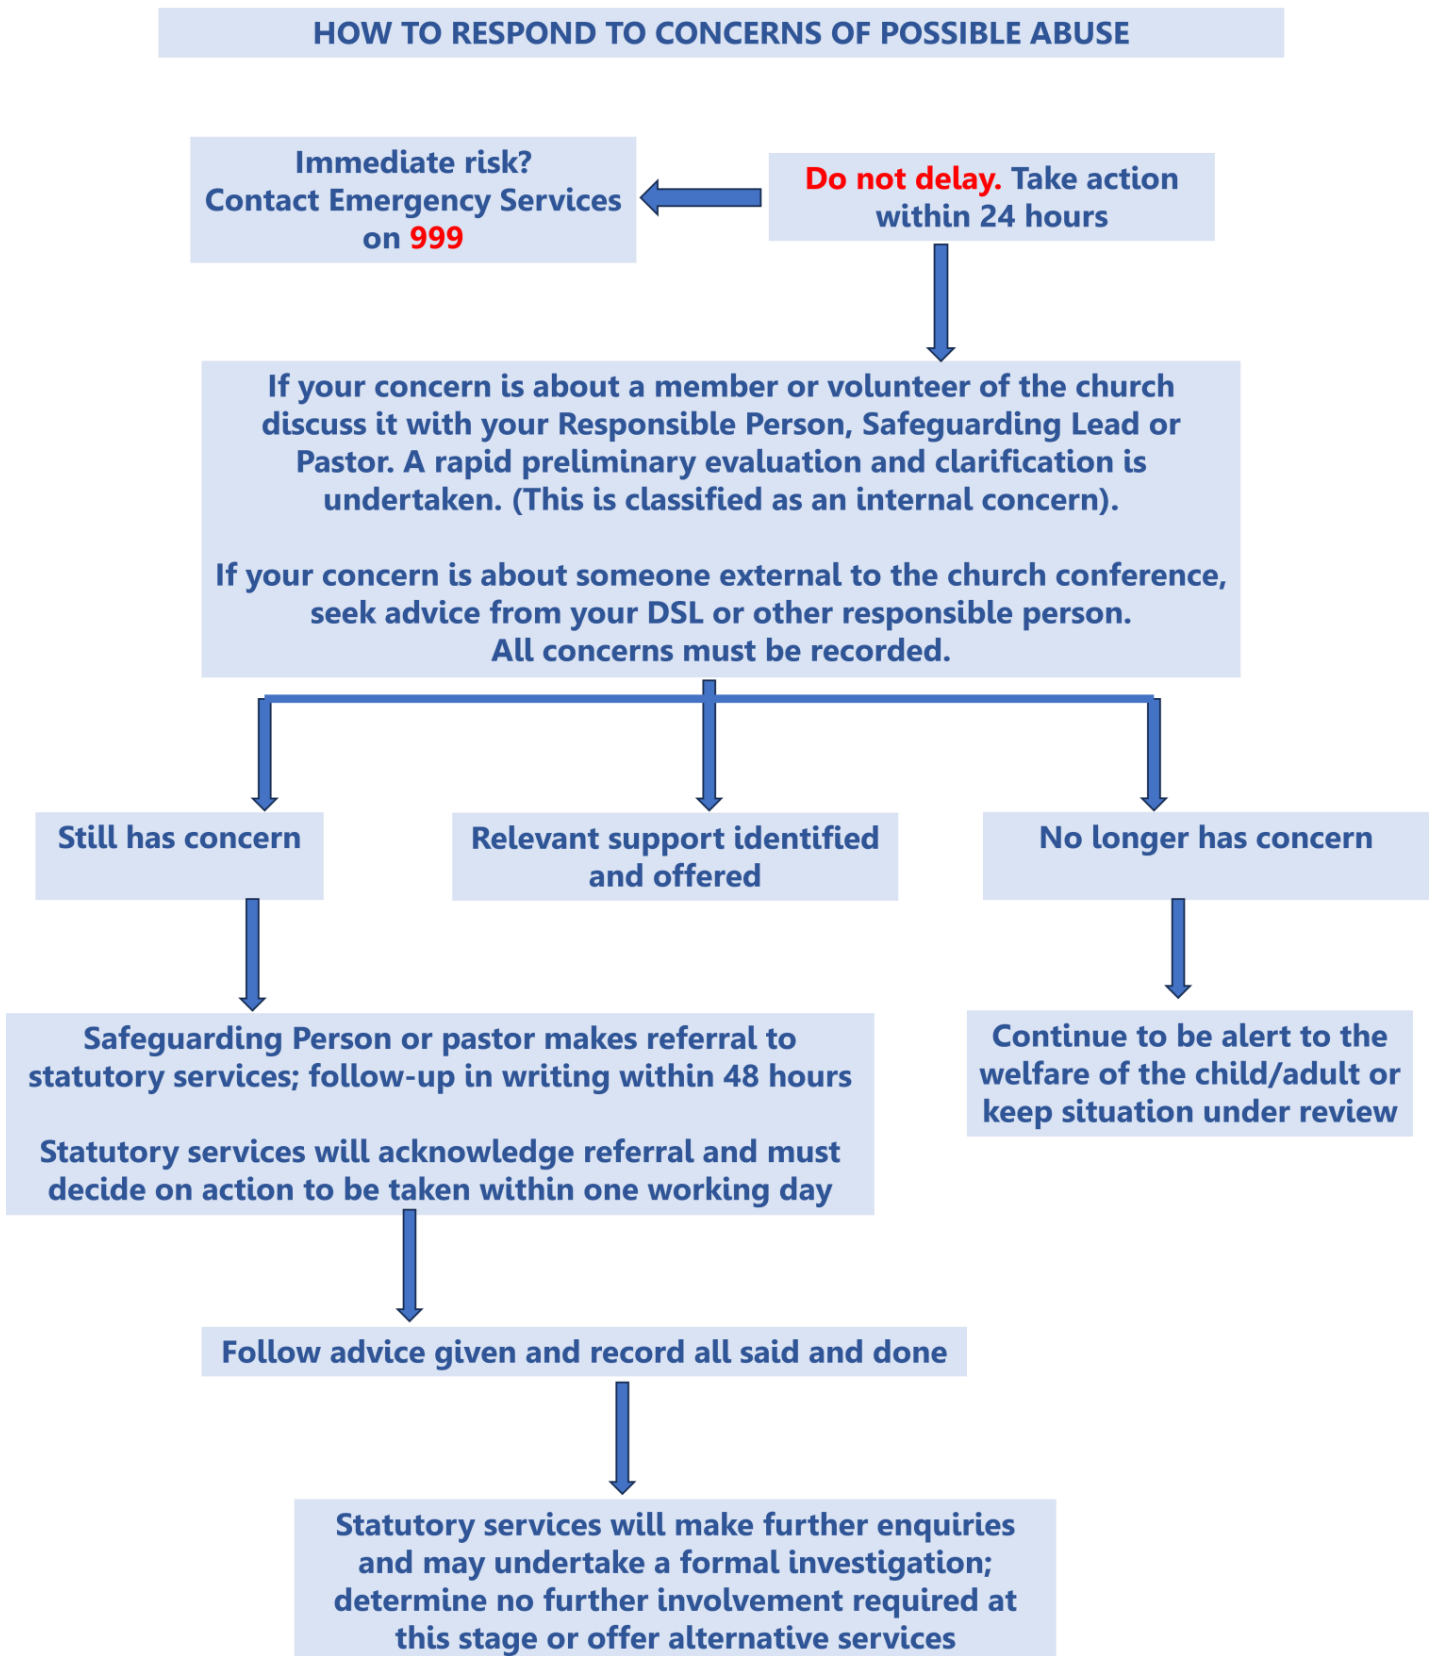 HOW TO RESPOND TO CONCERNS OF POSSIBLE ABUSE
Immediate risk?
Contact Emergency Services
on 999
Do not delay. Take action
within 24 hours
If your concern is about a member or volunteer of the church
discuss it with your Responsible Person, Safeguarding Lead or
Pastor. A rapid preliminary evaluation and clarification is
undertaken. (This is classified as an internal concern).
If your concern is about someone external to the church conference,
seek advice from your DSL or other responsible person.
All concerns must be recorded.
Still has concern
Relevant support identified
and offered
No longer has concern
Safeguarding Person or pastor makes referral to
statutory services; follow-up in writing within 48 hours
Statutory services will acknowledge referral and must
decide on action to be taken within one working day
Continue to be alert to the
welfare of the child/adult or
keep situation under review
Follow advice given and record all said and done
Statutory services will make further enquiries
and may undertake a formal investigation;
determine no further involvement required at
this stage or offer alternative services